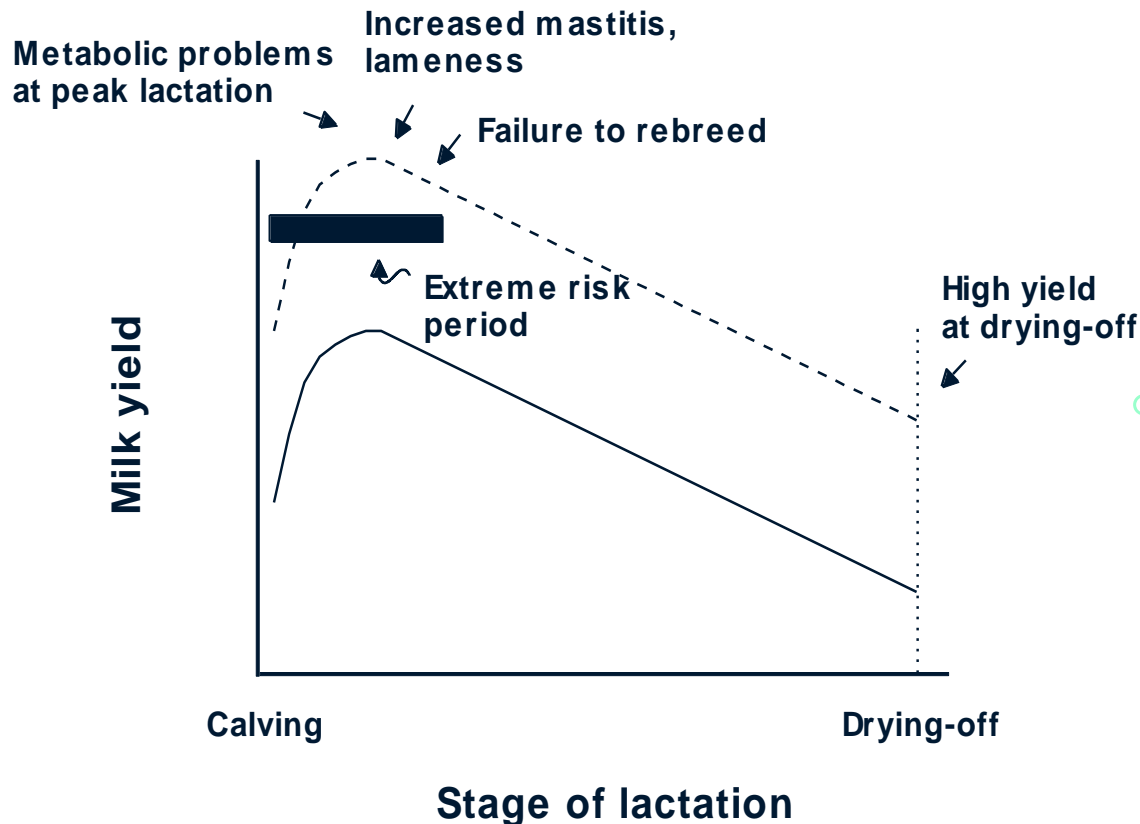 Increased mastitis,
lameness
Metabolic problems
at peak lactation
Failure to rebreed
Extreme risk
period
High yield
at drying-off
Milk yield
Calving
Drying-off
Stage of lactation